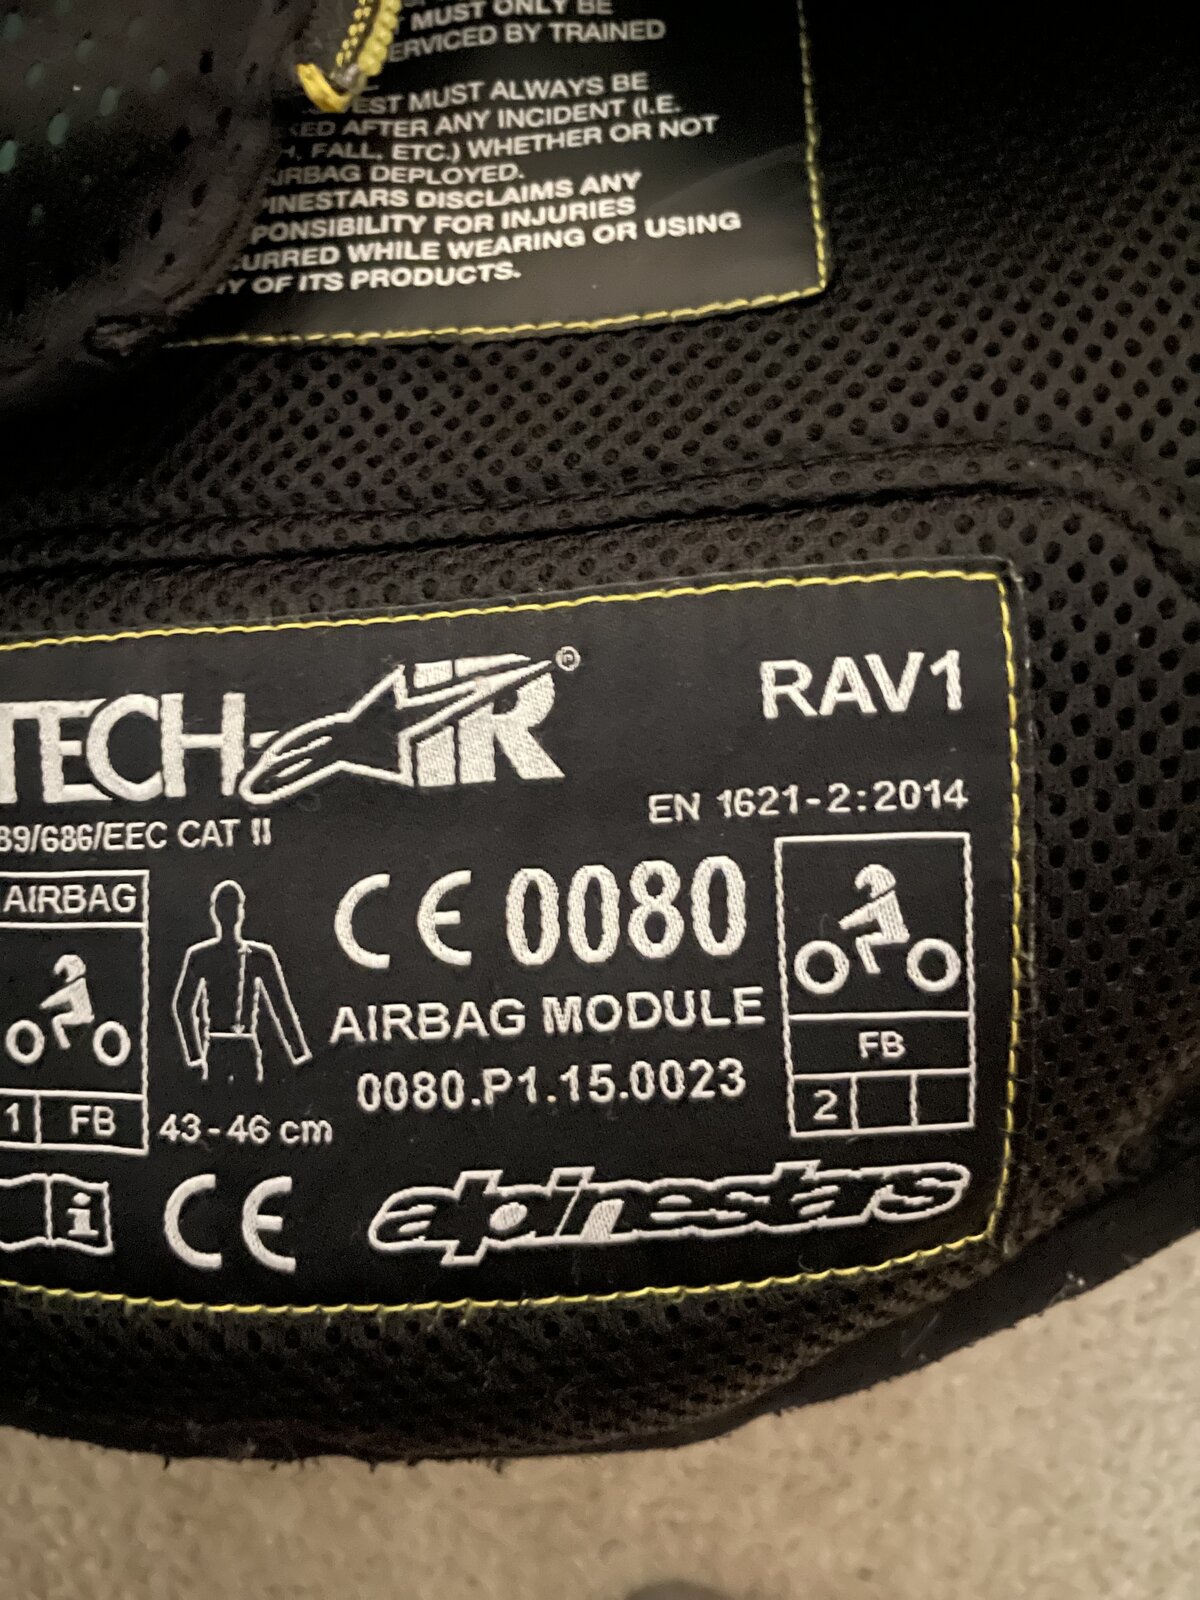 MUST ONLY BE
SERVICED BY TRAINED
MUST ALWAYS BE
AFTER ANY INCIDENT (I.E.
FALL, ETC.) WHETHER OR NOT
AIRBAG DEPLOYED.
PINESTARS DISCLAIMS ANY
PONSIBILITY FOR INJURIES
URRED WHILE WEARING OR USING
Y OF ITS PRODUCTS.
TECH-AIR®
RAV1
89/686/EEC CAT II
EN 1621-2:2014
AIRBAG
CE 0080
AIRBAG MODULE
0080.P1.15.0023
FB
2
1 FB
43-46 cm
i
CE
alpinestars